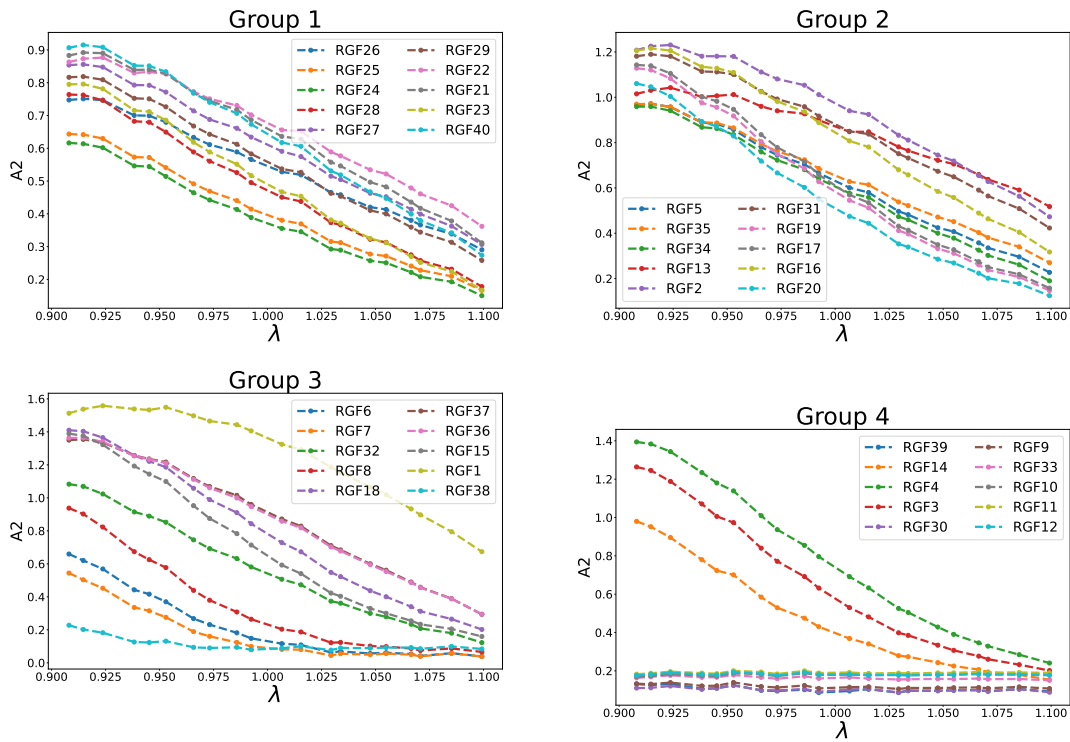 Group 1
A2
0.9
0.8
0.7
0.6
0.5
0.4
0.3
0.2
RGF26 RGF29
RGF25 RGF22
RGF24 RGF21
RGF28 RGF23
RGF27 RGF40
0.900 0.925 0.950 0.975 1.000 1.025 1.050 1.075 1.100
λ
Group 2
A2
1.2
1.0
0.8
0.6
0.4
0.2
RGF5 RGF31
RGF35 RGF19
RGF34 RGF17
RGF13 RGF16
RGF2 RGF20
0.900 0.925 0.950 0.975 1.000 1.025 1.050 1.075 1.100
λ
Group 3
A2
1.6
1.4
1.2
1.0
0.8
0.6
0.4
0.2
0.0
RGF6 RGF37
RGF7 RGF36
RGF32 RGF15
RGF8 RGF1
RGF18 RGF38
0.900 0.925 0.950 0.975 1.000 1.025 1.050 1.075 1.100
λ
Group 4
A2
1.4
1.2
1.0
0.8
0.6
0.4
0.2
RGF39 RGF9
RGF14 RGF33
RGF4 RGF10
RGF3 RGF11
RGF30 RGF12
0.900 0.925 0.950 0.975 1.000 1.025 1.050 1.075 1.100
λ